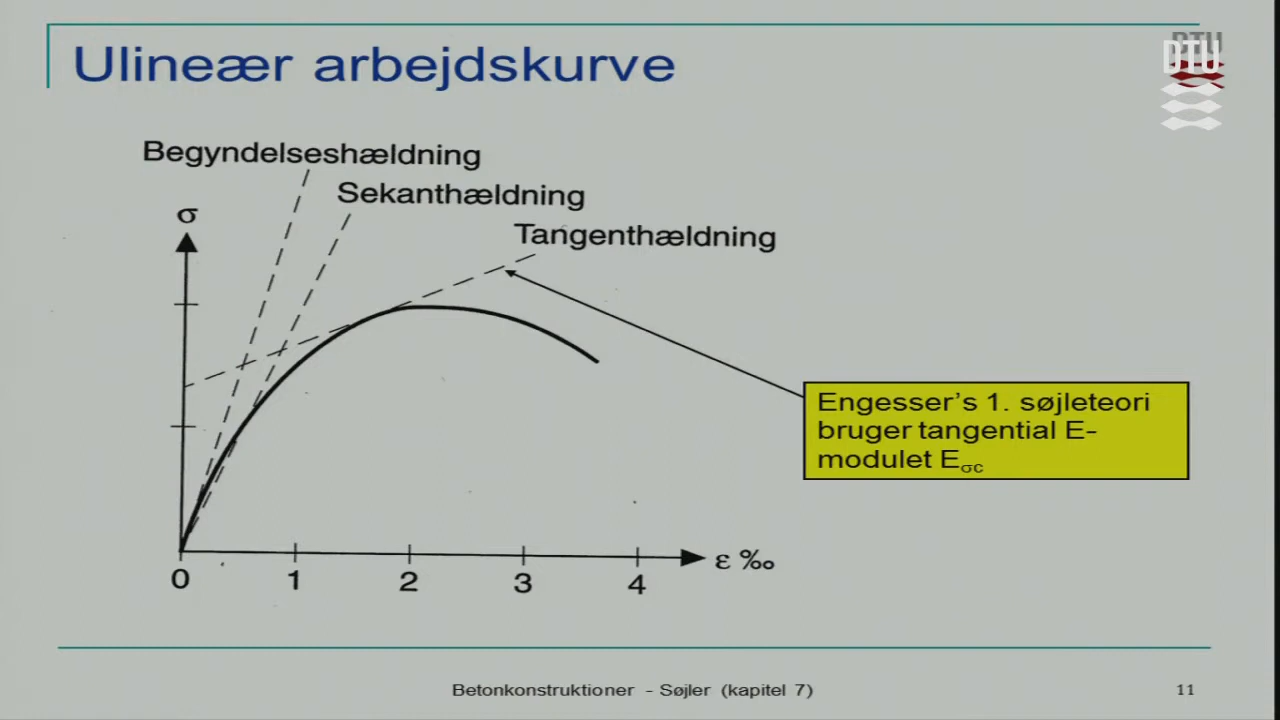 Ulineær arbejdskurve
DTU
Begyndelseshældning
Sekanthældning
σ
Tangenthældning
Engesser's 1. søjleteori
bruger tangential E-
modulet Eσc
ε ‰
0 1 2 3 4
Betonkonstruktioner - Søjler (kapitel 7)
11